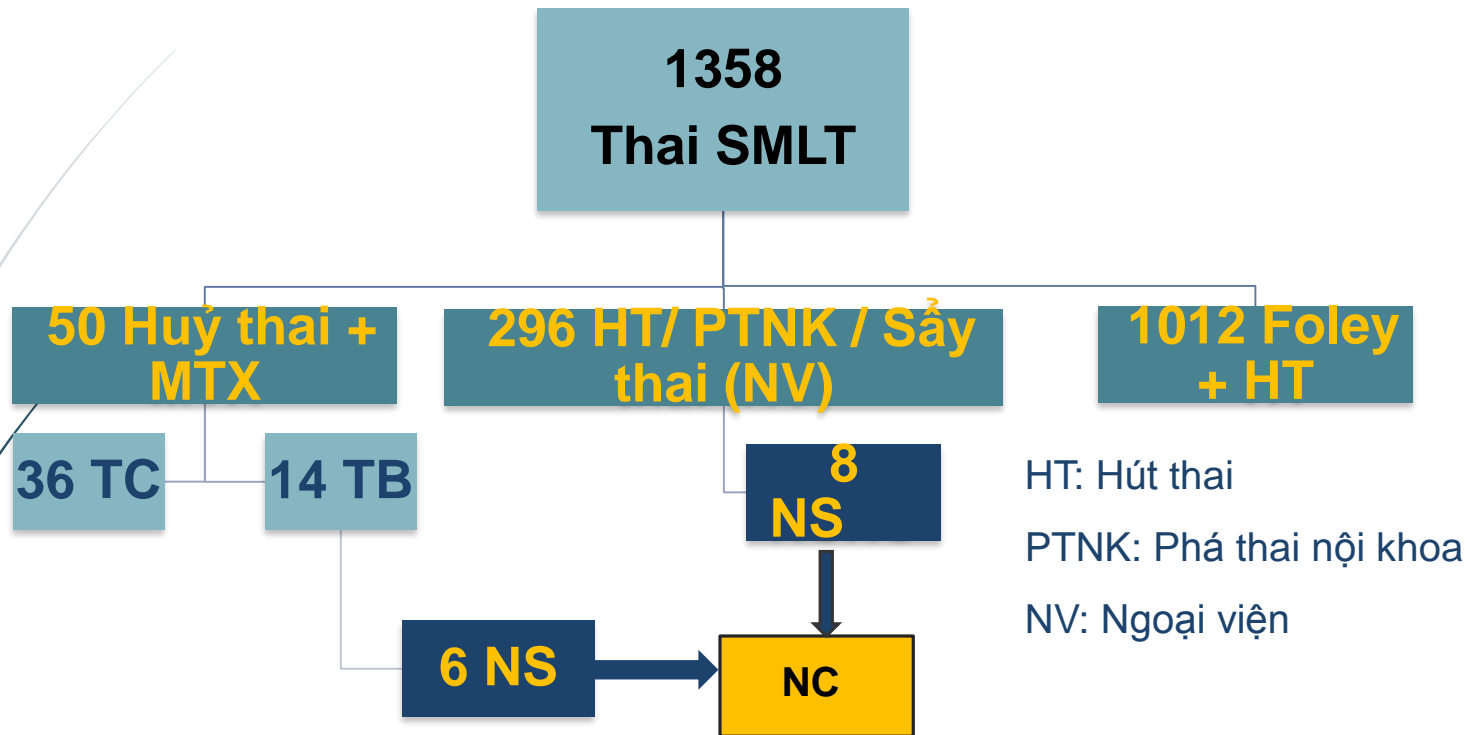 1358
Thai SMLT
50 Huỷ thai +
MTX
296 HT/ PTNK / Sẩy
thai (NV)
1012 Foley
+ HT
36 TC
14 TB
8
NS
HT: Hút thai
PTNK: Phá thai nội khoa
NV: Ngoại viện
6 NS
NC